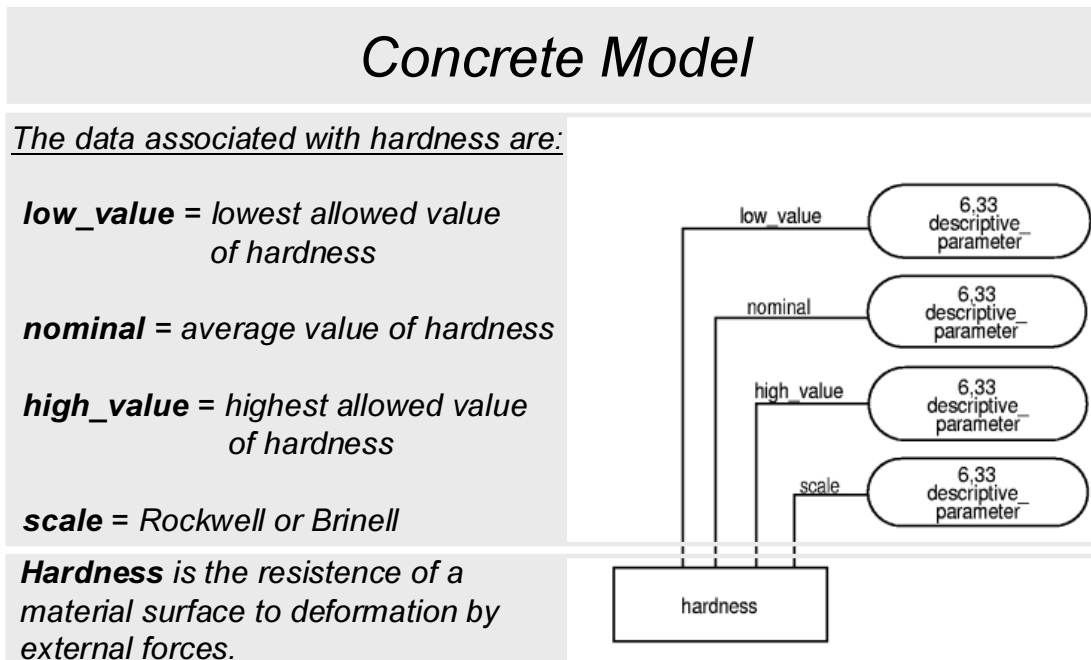 Concrete Model
The data associated with hardness are:
low_value = lowest allowed value
of hardness
nominal = average value of hardness
high_value = highest allowed value
of hardness
scale = Rockwell or Brinell
Hardness is the resistence of a
material surface to deformation by
external forces.
low_value
6,33
descriptive_
parameter
nominal
6,33
descriptive_
parameter
high_value
6,33
descriptive_
parameter
scale
6,33
descriptive_
parameter
hardness